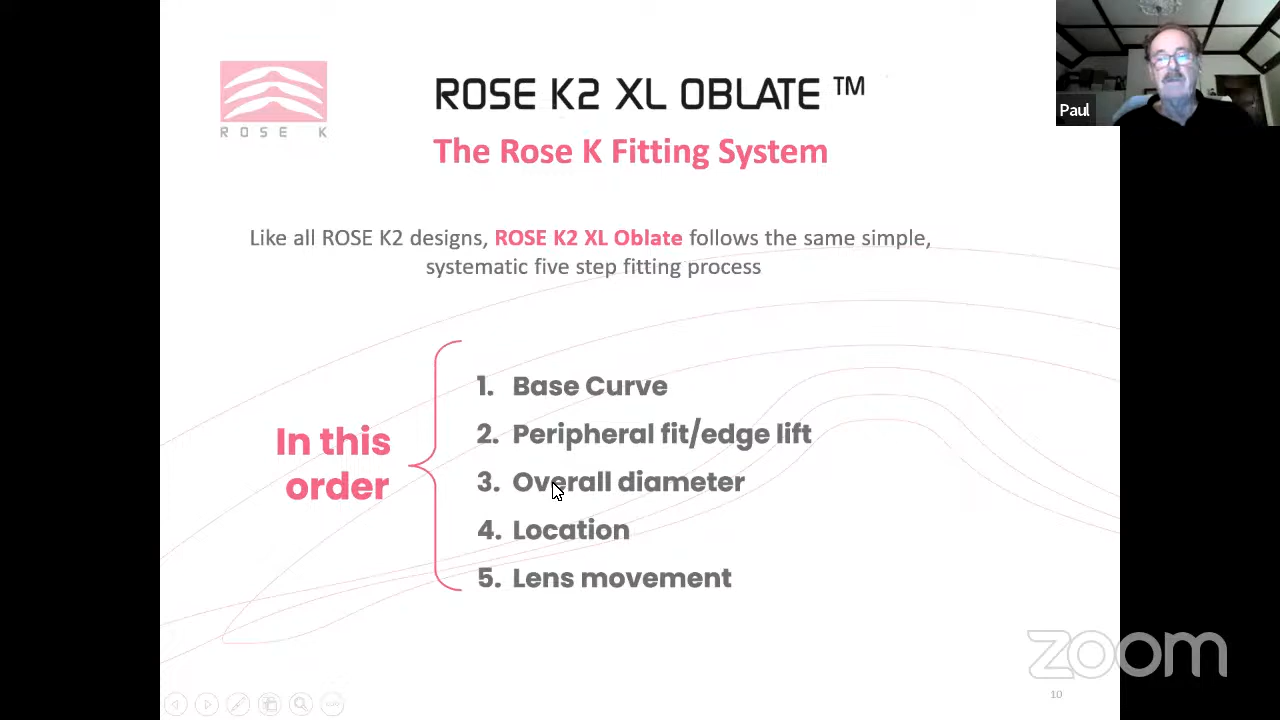 ROSE K
ROSE K2 XL OBLATE ™
The Rose K Fitting System
Paul
Like all ROSE K2 designs, ROSE K2 XL Oblate follows the same simple,
systematic five step fitting process
In this
order
1. Base Curve
2. Peripheral fit/edge lift
3. Overall diameter
4. Location
5. Lens movement
zoom
10